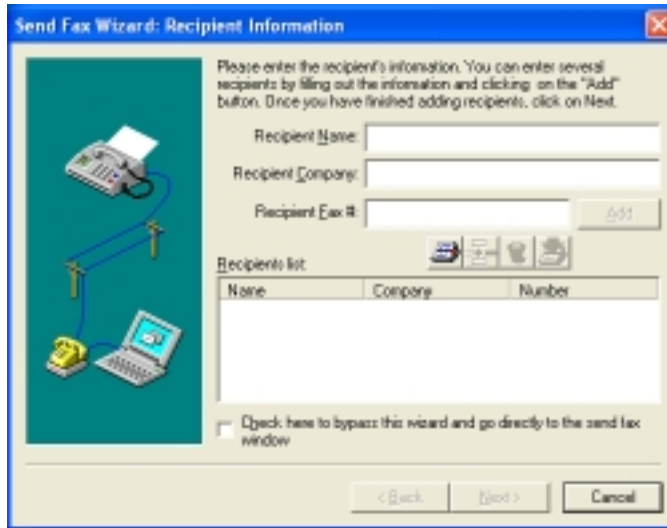 Send Fax Wizard: Recipient Information
Please enter the recipient's information. You can enter several
recipients by filling out the information and clicking on the "Add"
button. Once you have finished adding recipients, click on Next.
Recipient Name:
Recipient Company:
Recipient Fax #:
Add
Recipients list:
Name Company Number
Check here to bypass this wizard and go directly to the send fax
window
< Back Next > Cancel